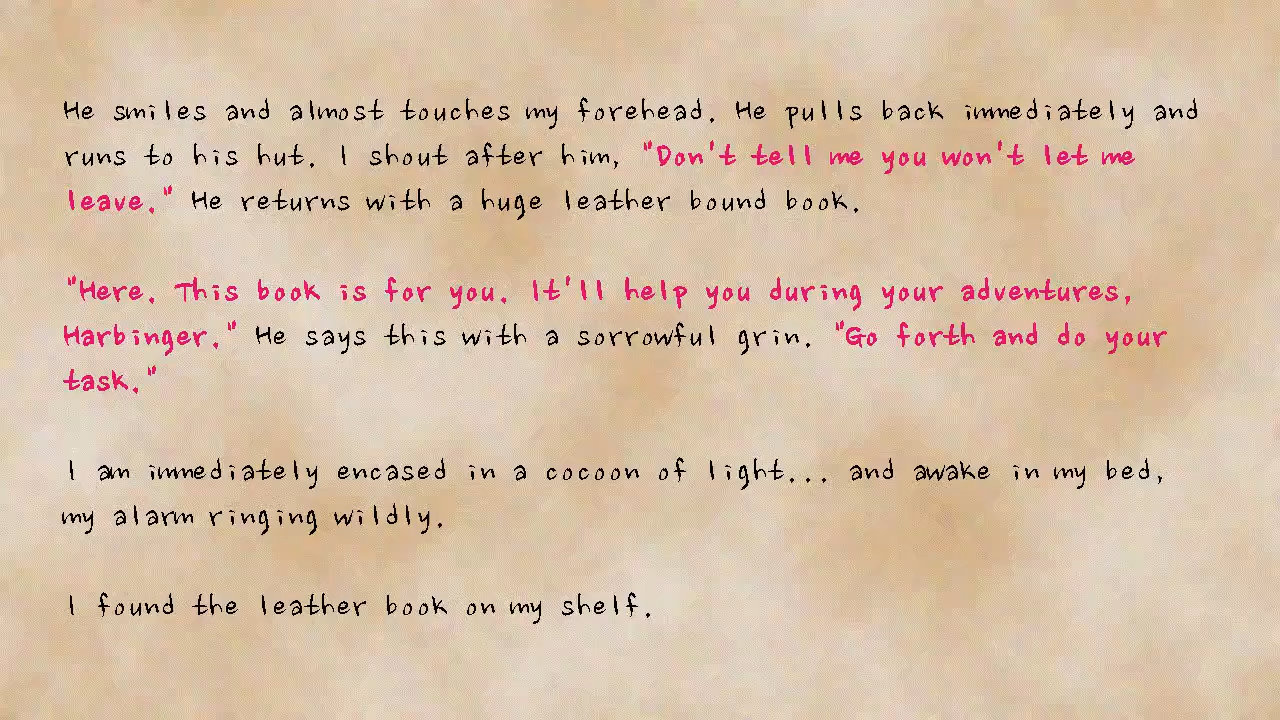 He smiles and almost touches my forehead. He pulls back immediately and
runs to his hut. I shout after him, "Don't tell me you won't let me
leave." He returns with a huge leather bound book.
"Here. This book is for you. It'll help you during your adventures,
Harbinger." He says this with a sorrowful grin. "Go forth and do your
task."
I am immediately encased in a cocoon of light... and awake in my bed,
my alarm ringing wildly.
I found the leather book on my shelf.